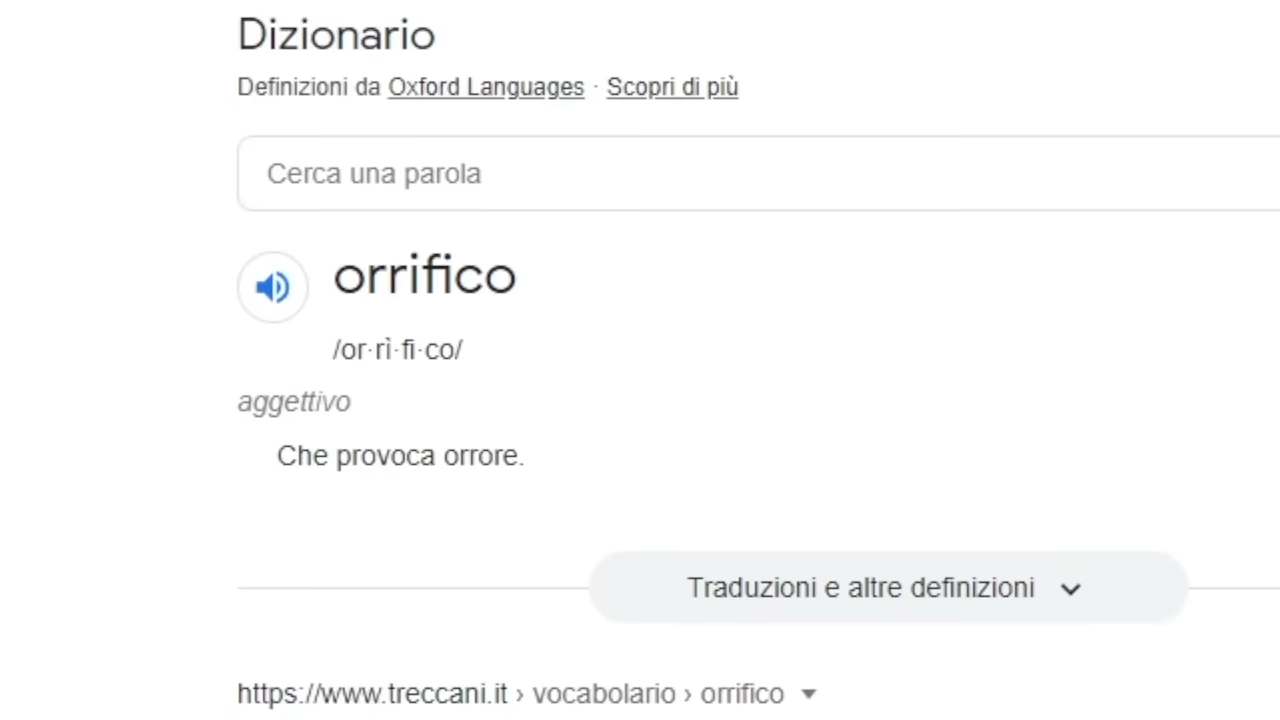 Dizionario
Definizioni da Oxford Languages · Scopri di più
Cerca una parola
orrifico
/or·rì·fi·co/
aggettivo
Che provoca orrore.
Traduzioni e altre definizioni
https://www.treccani.it › vocabolario › orrifico